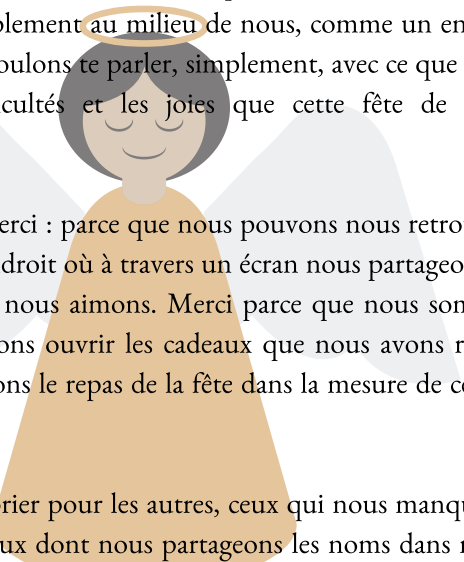 plement au milieu de nous, comme un en
oulons te parler, simplement, avec ce que
cultés et les joies que cette fête de
erci : parce que nous pouvons nous retro
droit où à travers un écran nous partageo
nous aimons. Merci parce que nous son
ons ouvrir les cadeaux que nous avons r
ons le repas de la fête dans la mesure de c
prier pour les autres, ceux qui nous manqu
ux dont nous partageons les noms dans n